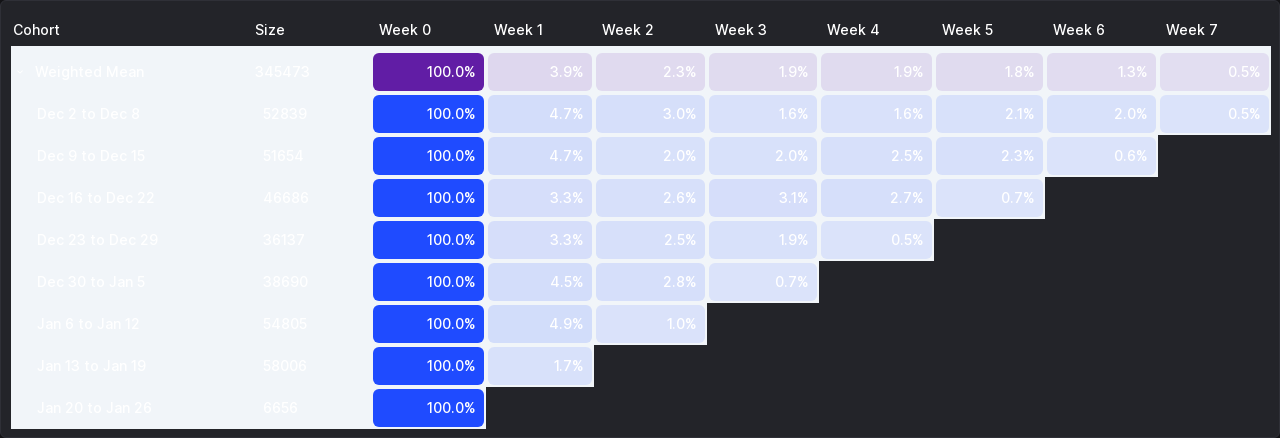 Cohort Size Week 0 Week 1 Week 2 Week 3 Week 4 Week 5 Week 6 Week 7
Weighted Mean 345473 100.0% 3.9% 2.3% 1.9% 1.9% 1.8% 1.3% 0.5%
Dec 2 to Dec 8 52839 100.0% 4.7% 3.0% 1.6% 1.6% 2.1% 2.0% 0.5%
Dec 9 to Dec 15 51654 100.0% 4.7% 2.0% 2.0% 2.5% 2.3% 0.6%
Dec 16 to Dec 22 46686 100.0% 3.3% 2.6% 3.1% 2.7% 0.7%
Dec 23 to Dec 29 36137 100.0% 3.3% 2.5% 1.9% 0.5%
Dec 30 to Jan 5 38690 100.0% 4.5% 2.8% 0.7%
Jan 6 to Jan 12 54805 100.0% 4.9% 1.0%
Jan 13 to Jan 19 58006 100.0% 1.7%
Jan 20 to Jan 26 6656 100.0%